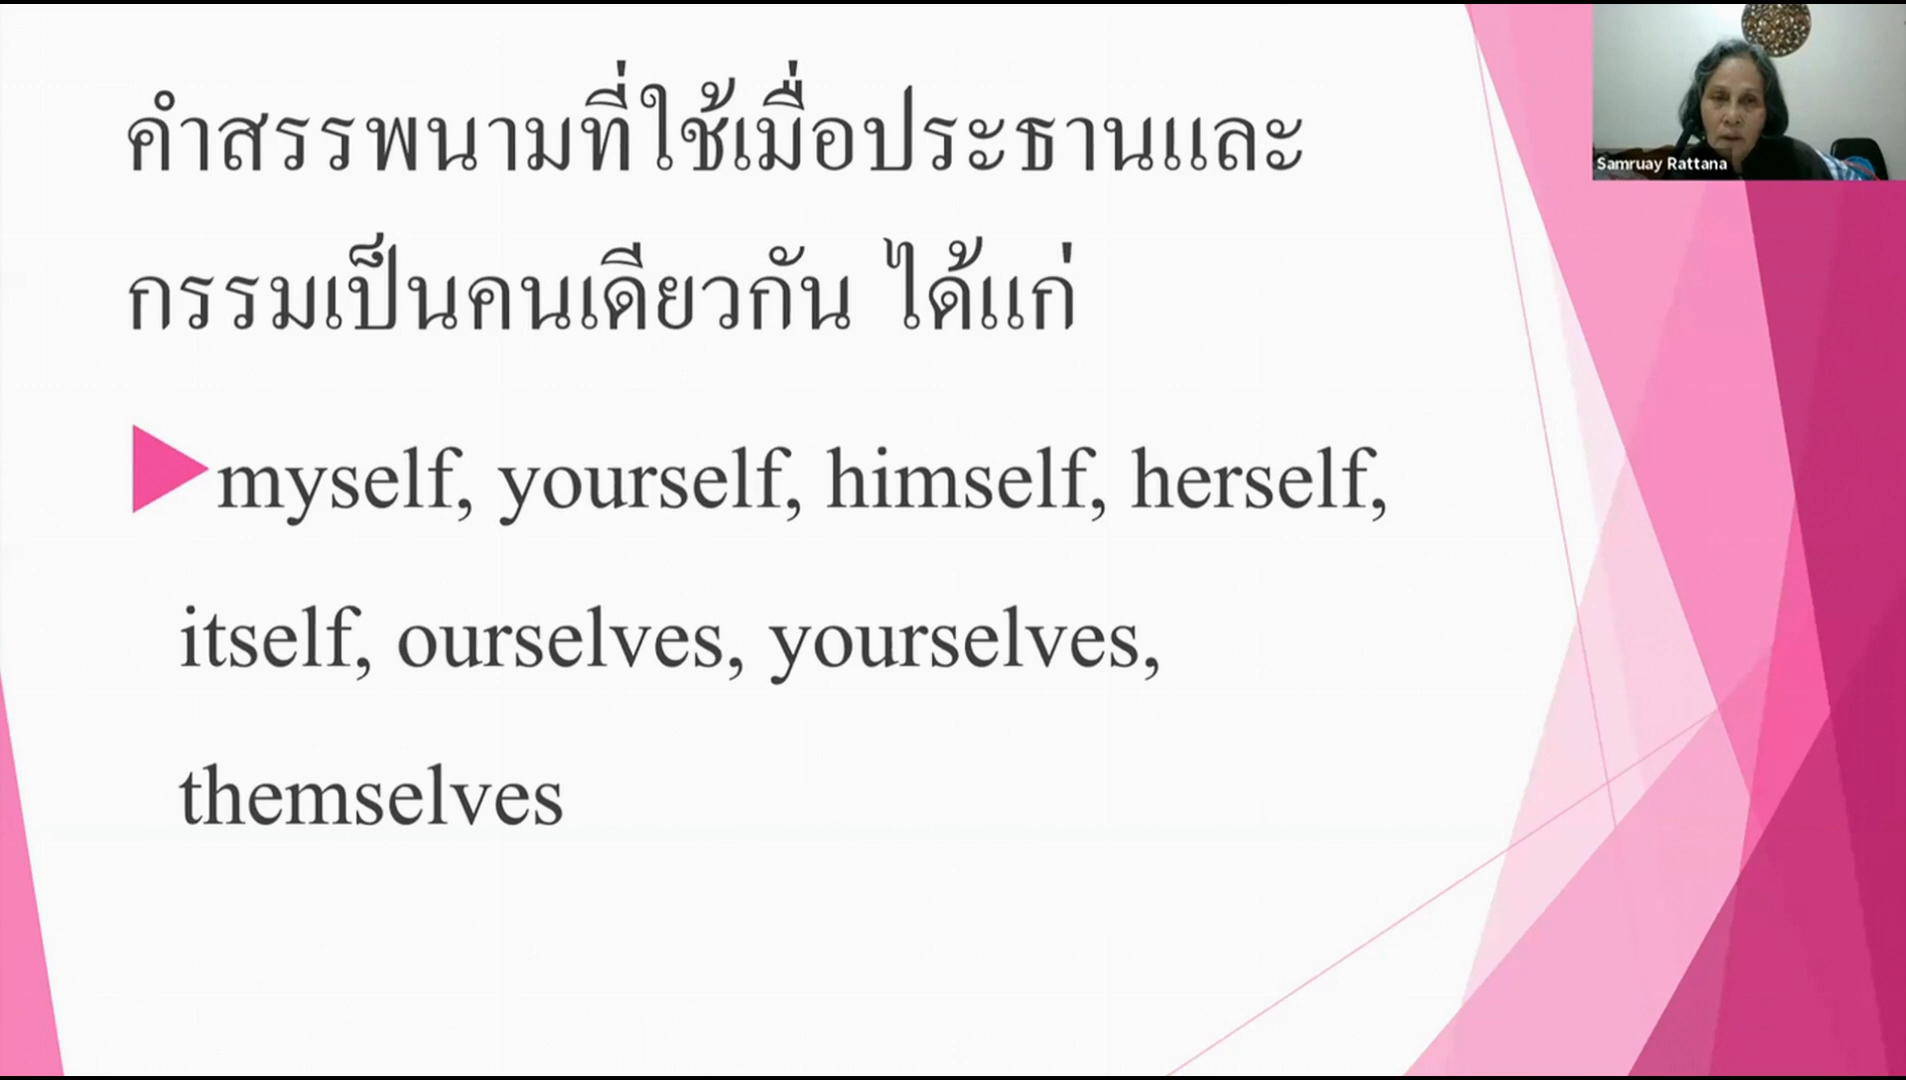 คำสรรพนามที่ใช้เมื่อประธานและ
กรรมเป็นคนเดียวกัน ได้แก่
myself, yourself, himself, herself,
itself, ourselves, yourselves,
themselves
Samruay Rattana